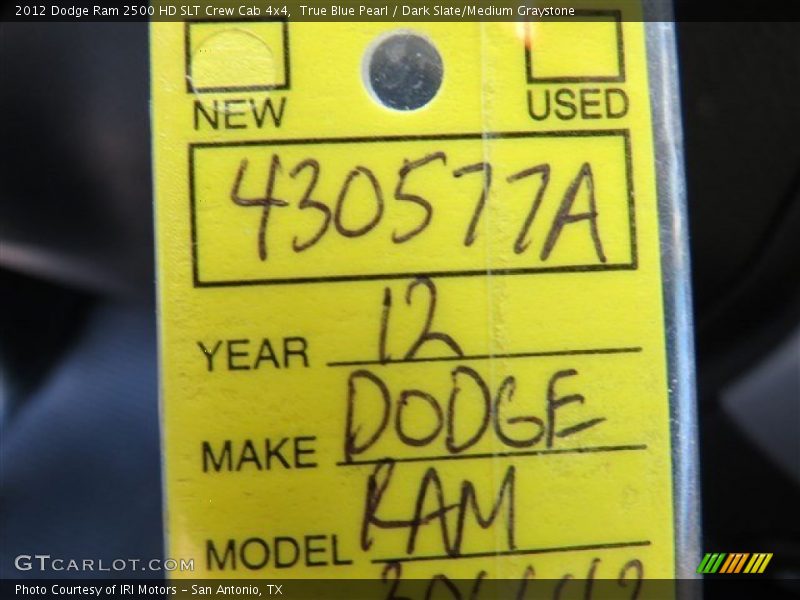 2012 Dodge Ram 2500 HD SLT Crew Cab 4x4, True Blue Pearl / Dark Slate/Medium Graystone
NEW USED
430577A
YEAR 12
MAKE DODGE
MODEL RAM
GTCARLOT.COM
Photo Courtesy of IRI Motors – San Antonio, TX